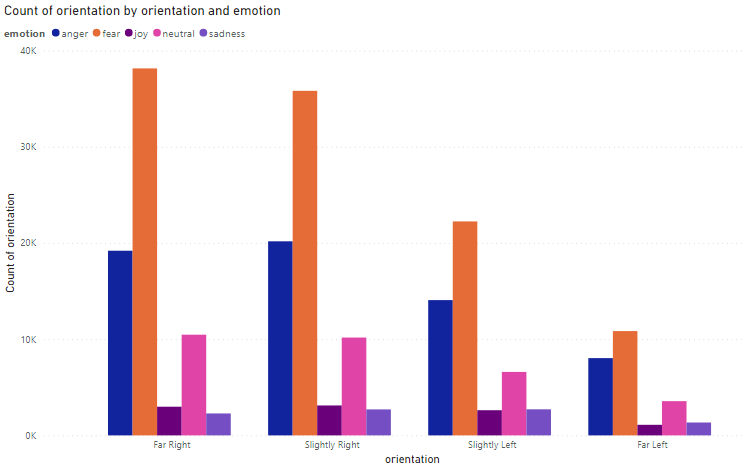 Count of orientation by orientation and emotion
emotion anger fear joy neutral sadness
40K
30K
20K
10K
0K
Count of orientation
Far Right Slightly Right Slightly Left Far Left
orientation